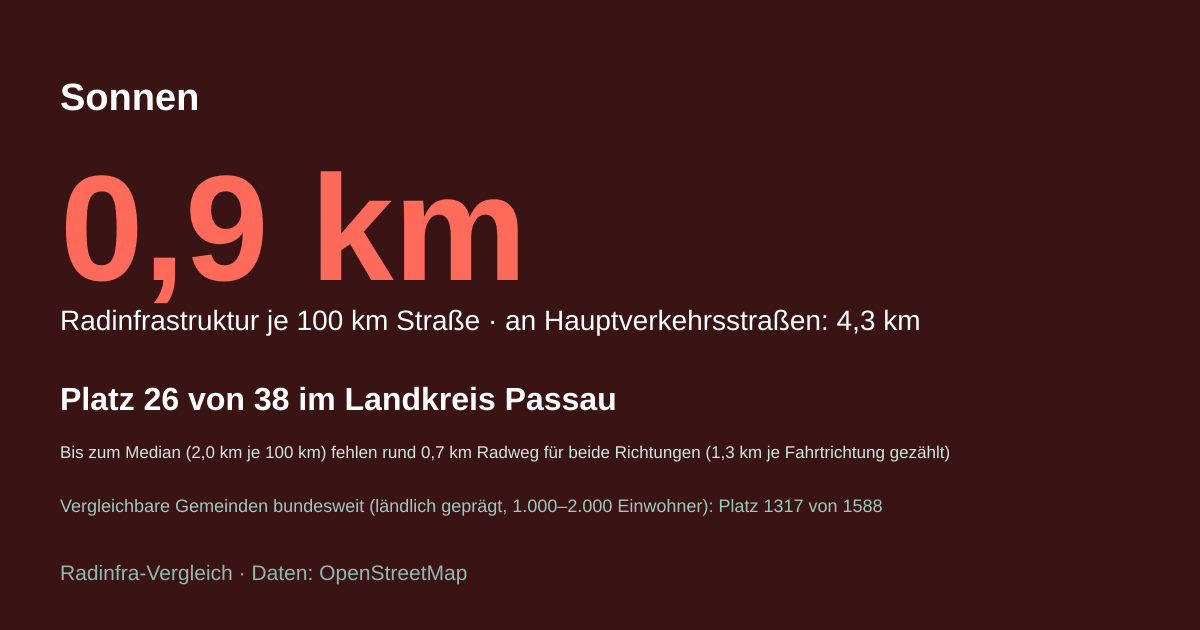 Sonnen
0,9 km
Radinfrastruktur je 100 km Straße · an Hauptverkehrsstraßen: 4,3 km
Platz 26 von 38 im Landkreis Passau
Bis zum Median (2,0 km je 100 km) fehlen rund 0,7 km Radweg für beide Richtungen (1,3 km je Fahrtrichtung gezählt)
Vergleichbare Gemeinden bundesweit (ländlich geprägt, 1.000–2.000 Einwohner): Platz 1317 von 1588
Radinfra-Vergleich · Daten: OpenStreetMap